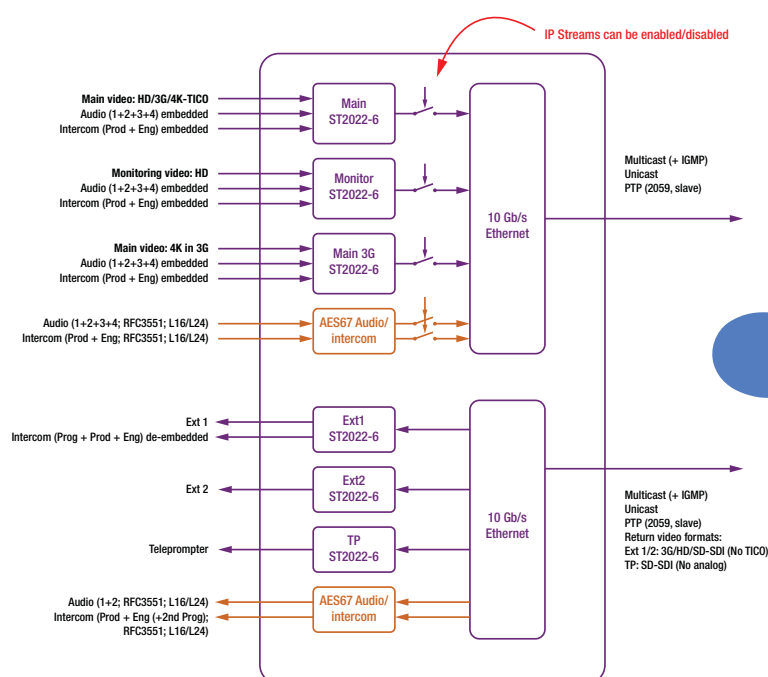 IP Streams can be enabled/disabled
Main video: HD/3G/4K-TICO
Audio (1+2+3+4) embedded
Intercom (Prod + Eng) embedded
Main
ST2022-6
Monitoring video: HD
Audio (1+2+3+4) embedded
Intercom (Prod + Eng) embedded
Monitor
ST2022-6
Main video: 4K in 3G
Audio (1+2+3+4) embedded
Intercom (Prod + Eng) embedded
Main 3G
ST2022-6
Audio (1+2+3+4; RFC3551; L16/L24)
Intercom (Prod + Eng; RFC3551; L16/L24)
AES67 Audio/
intercom
10 Gb/s
Ethernet
Multicast (+ IGMP)
Unicast
PTP (2059, slave)
Ext 1
Intercom (Prog + Prod + Eng) de-embedded
Ext1
ST2022-6
Ext 2
Ext2
ST2022-6
Teleprompter
TP
ST2022-6
Audio (1+2; RFC3551; L16/L24)
Intercom (Prod + Eng (+2nd Prog);
RFC3551; L16/L24)
AES67 Audio/
intercom
10 Gb/s
Ethernet
Multicast (+ IGMP)
Unicast
PTP (2059, slave)
Return video formats:
Ext 1/2: 3G/HD/SD-SDI (No TICO)
TP: SD-SDI (No analog)